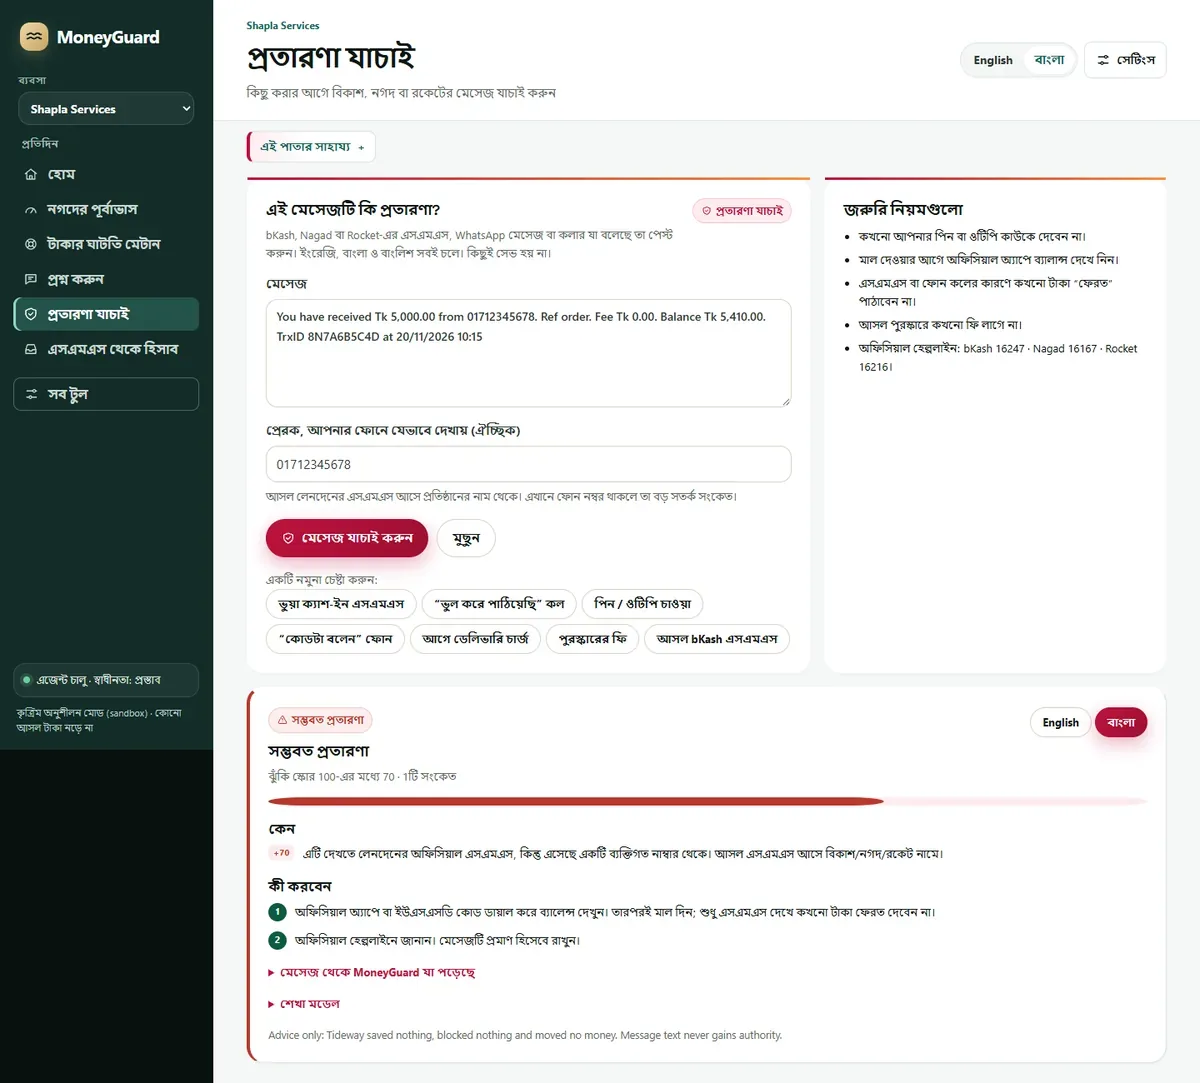 MoneyGuard
ব্যবসা
Shapla Services
প্রতিদিন
হোম
নগদের পূর্বাভাস
টাকার ঘাটতি মেটান
প্রশ্ন করুন
প্রতারণা যাচাই
এসএমএস থেকে হিসাব
সব টুল
এজেন্ট চালু · স্বাধীনতা: প্রস্তাব
কৃত্রিম অনুশীলন মোড (sandbox) · কোনো
আসল টাকা নড়ে না
Shapla Services
প্রতারণা যাচাই
কিছু করার আগে বিকাশ, নগদ বা রকেটের মেসেজ যাচাই করুন
English
বাংলা
সেটিংস
এই পাতার সাহায্য +
এই মেসেজটি কি প্রতারণা?
প্রতারণা যাচাই
bKash, Nagad বা Rocket-এর এসএমএস, WhatsApp মেসেজ বা কলার যা বলেছে তা পেস্ট
করুন। ইংরেজি, বাংলা ও বাংলিশ সবই চলে। কিছুই সেভ হয় না।
মেসেজ
You have received Tk 5,000.00 from 01712345678. Ref order. Fee Tk 0.00. Balance Tk 5,410.00.
TrxID 8N7A6B5C4D at 20/11/2026 10:15
প্রেরক, আপনার ফোনে যেভাবে দেখায় (ঐচ্ছিক)
01712345678
আসল লেনদেনের এসএমএস আসে প্রতিষ্ঠানের নাম থেকে। এখানে ফোন নম্বর থাকলে তা বড় সতর্ক সংকেত।
মেসেজ যাচাই করুন
মুছুন
একটি নমুনা চেষ্টা করুন:
ভুয়া ক্যাশ-ইন এসএমএস
“ভুল করে পাঠিয়েছি” কল
পিন / ওটিপি চাওয়া
“কোডটা বলেন” ফোন
আগে ডেলিভারি চার্জ
পুরস্কারের ফি
আসল bKash এসএমএস
জরুরি নিয়মগুলো
• কখনো আপনার পিন বা ওটিপি কাউকে দেবেন না।
• মাল দেওয়ার আগে অফিসিয়াল অ্যাপে ব্যালান্স দেখে নিন।
• এসএমএস বা ফোন কলের কারণে কখনো টাকা “ফেরত”
পাঠাবেন না।
• আসল পুরস্কারে কখনো ফি লাগে না।
• অফিসিয়াল হেল্পলাইন: bKash 16247 · Nagad 16167 · Rocket
16216।
সম্ভবত প্রতারণা
English
বাংলা
সম্ভবত প্রতারণা
ঝুঁকি স্কোর 100-এর মধ্যে 70 · 1টি সংকেত
কেন
+70 এটি দেখতে লেনদেনের অফিসিয়াল এসএমএস, কিন্তু এসেছে একটি ব্যক্তিগত নাম্বার থেকে। আসল এসএমএস আসে বিকাশ/নগদ/রকেট নামে।
কী করবেন
1 অফিসিয়াল অ্যাপে বা ইউএসএসডি কোড ডায়াল করে ব্যালেন্স দেখুন। তারপরই মাল দিন; শুধু এসএমএস দেখে কখনো টাকা ফেরত দেবেন না।
2 অফিসিয়াল হেল্পলাইনে জানান। মেসেজটি প্রমাণ হিসেবে রাখুন।
মেসেজ থেকে MoneyGuard যা পড়েছে
শেখা মডেল
Advice only: Tideway saved nothing, blocked nothing and moved no money. Message text never gains authority.